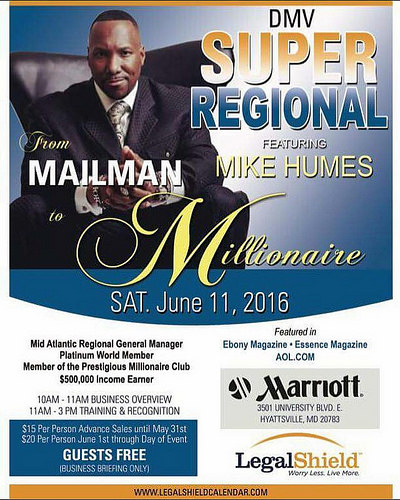 DMV
SUPER
REGIONAL
FEATURING
MIKE HUMES
From
MAILMAN
to
Millionaire
SAT. June 11, 2016
Mid Atlantic Regional General Manager
Platinum World Member
Member of the Prestigious Millionaire Club
$500,000 Income Earner
10AM - 11AM BUSINESS OVERVIEW
11AM - 3 PM TRAINING & RECOGNITION
$15 Per Person Advance Sales until May 31st
$20 Per Person June 1st through Day of Event
GUESTS FREE
(BUSINESS BRIEFING ONLY)
Featured in
Ebony Magazine • Essence Magazine
AOL.COM
Marriott.
3501 UNIVERSITY BLVD. E.
HYATTSVILLE, MD 20783
LegalShield
Worry Less. Live More.
WWW.LEGALSHIELDCALENDAR.COM